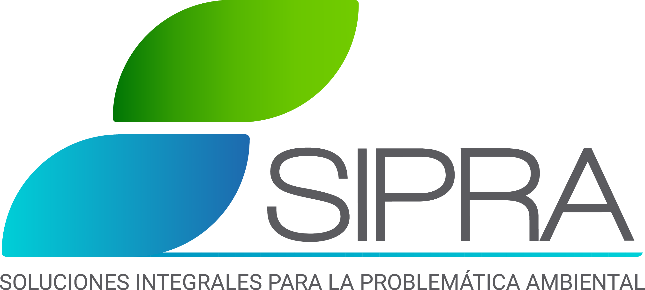 SIPRA
SOLUCIONES INTEGRALES PARA LA PROBLEMÁTICA AMBIENTAL